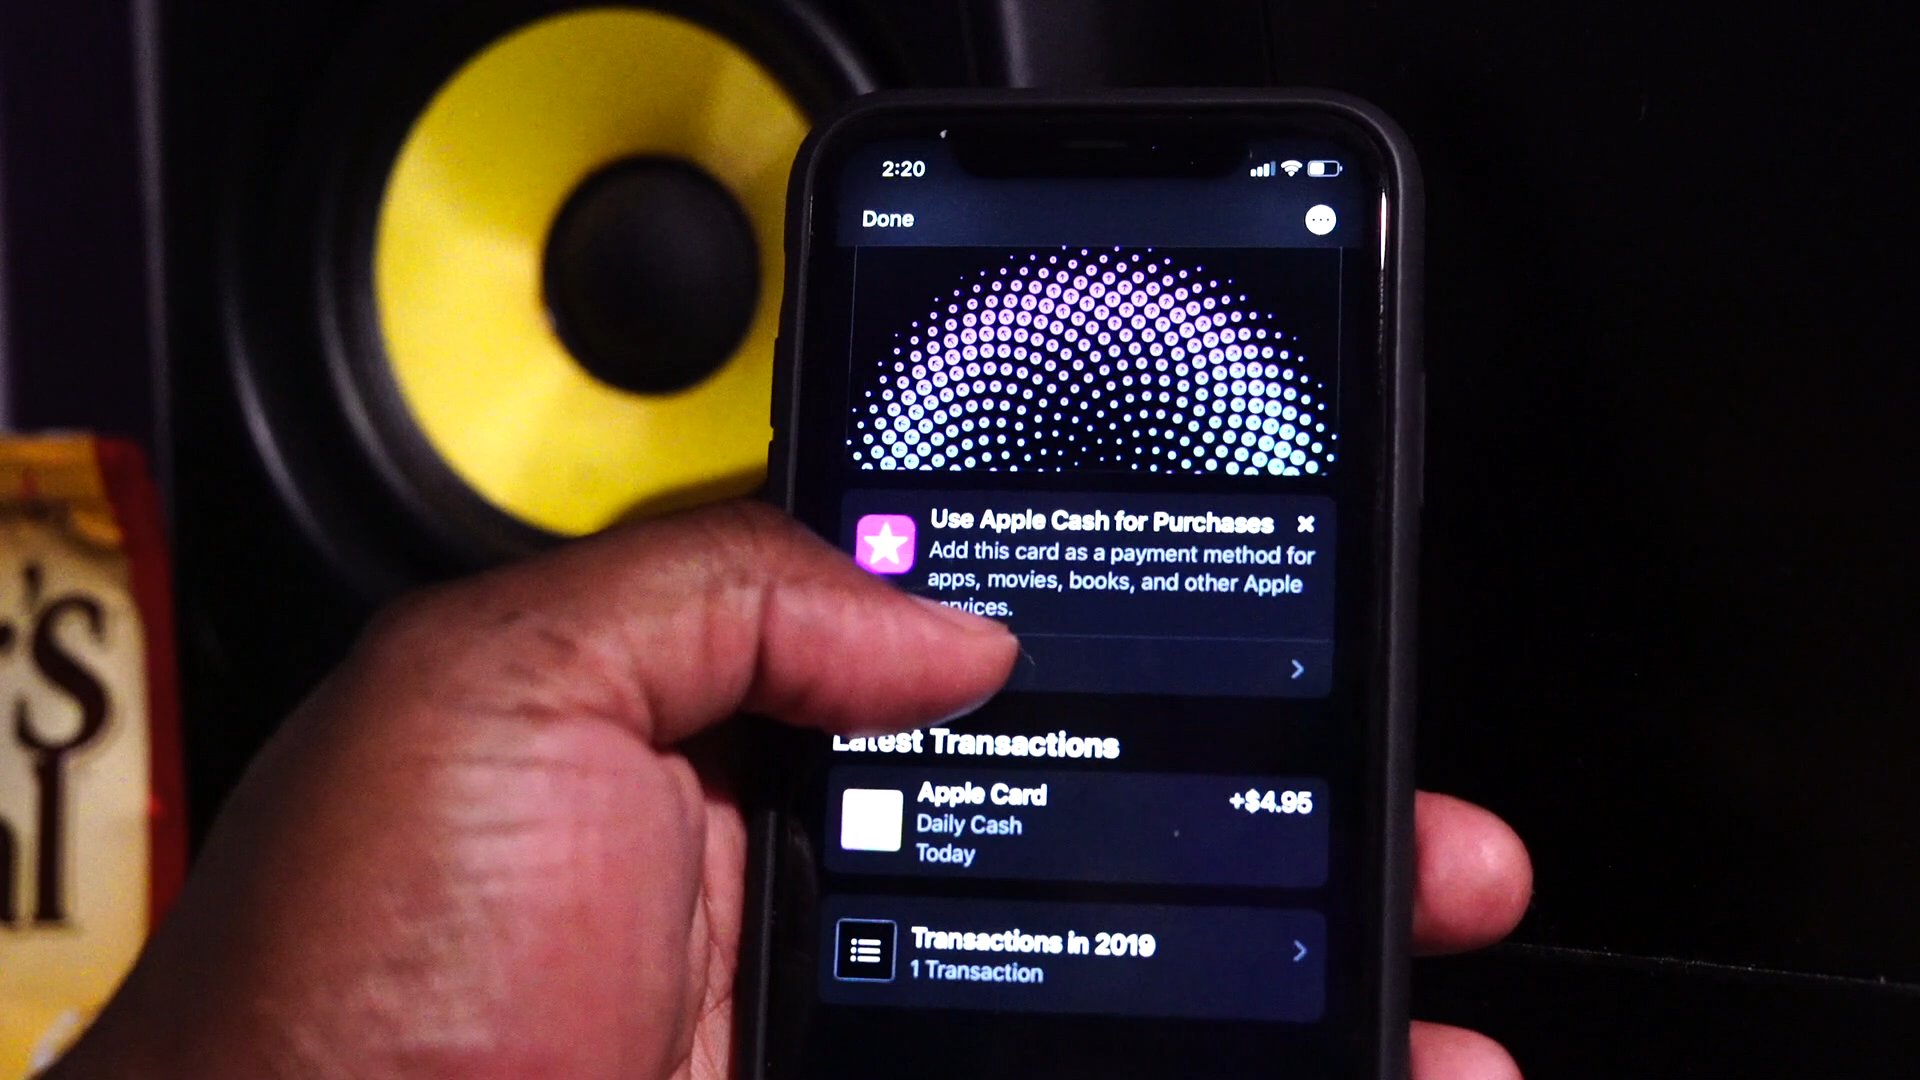 2:20
Done
Use Apple Cash for Purchases
Add this card as a payment method for
apps, movies, books, and other Apple
services.
Latest Transactions
Apple Card
+$4.95
Daily Cash
Today
Transactions in 2019
1 Transaction
'S